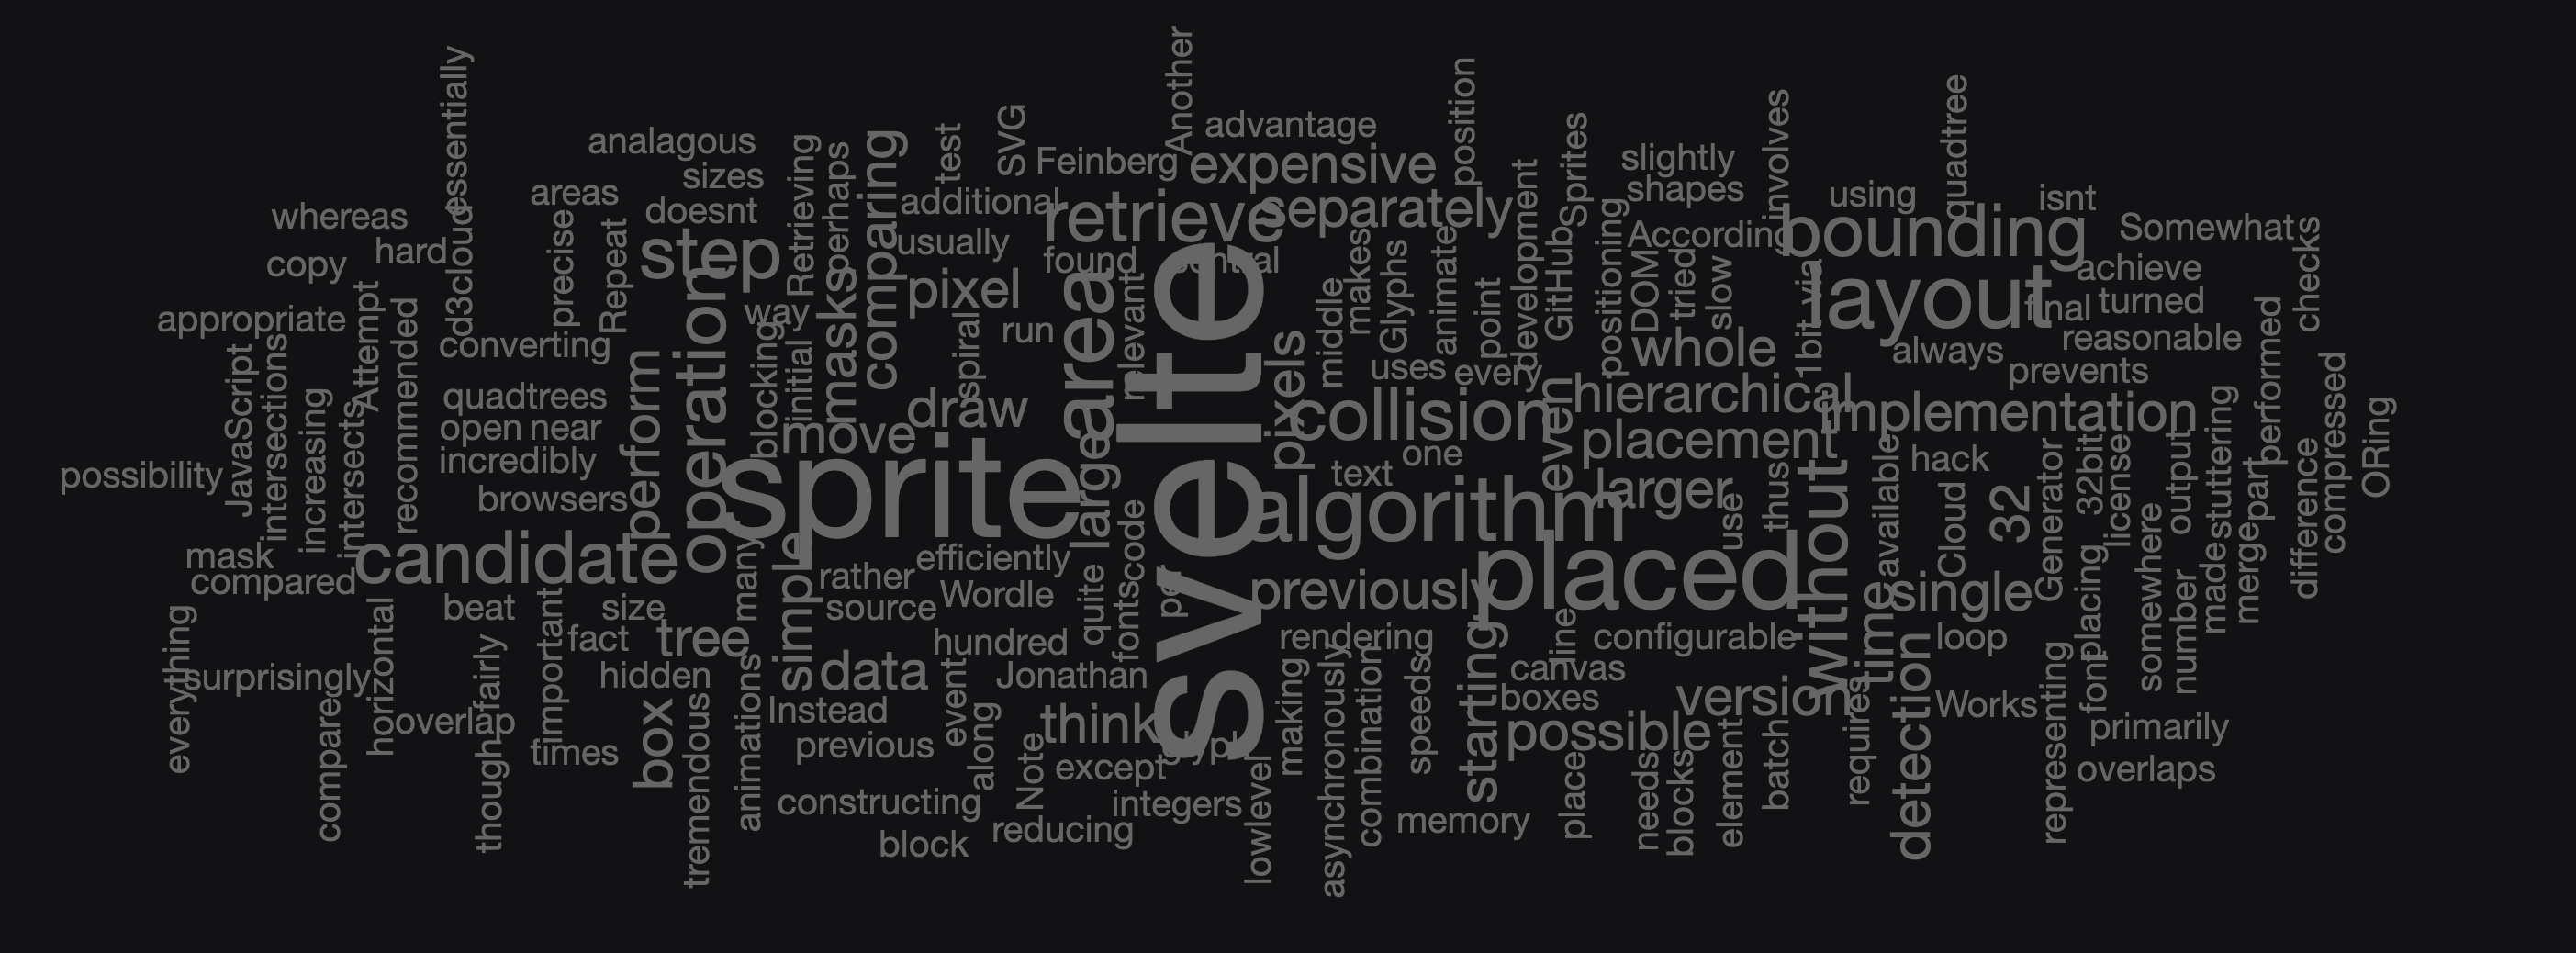 svelte
sprite
placed
algorithm
layout
without
candidate
operation
collision
bounding
area
retrieve
step
comparing
expensive
separately
pixel
masks
draw
move
perform
simple
tree
data
box
think
large
pixels
previously
even
larger
placement
hierarchical
whole
implementation
starting
possible
version
time
single
detection
32
essentially
analagous
sizes
areas
doesnt
whereas
hard
copy
cd3cloud
precise
Repeat
Retrieving
perhaps
test
SVG
Feinberg
Another
advantage
position
additional
usually
found
central
relevant
way
run
spiral
initial
blocking
appropriate
Attempt
recommended
converting
quadtrees
open
near
incredibly
browsers
JavaScript
intersections
increasing
intersects
possibility
mask
compared
everything
surprisingly
horizontal
compare
overlap
though
fairly
beat
important
size
fact
hidden
times
many
tremendous
animations
rather
efficiently
Wordle
source
hundred
Jonathan
Instead
previous
event
along
Note
except
constructing
block
reducing
integers
quite
fonts
code
per
glyph
lowlevel
making
asynchronously
combination
speeds
memory
rendering
canvas
boxes
line
configurable
place
needs
blocks
element
batch
requires
loop
Works
representing
font
placing
somewhere
number
primarily
overlaps
made
merge
part
stuttering
output
license
32bit
Generator
Cloud
available
hack
use
thus
text
one
uses
every
middle
makes
Glyphs
animate
point
development
GitHub
Sprites
positioning
DOM
tried
slow
According
shapes
slightly
involves
using
quadtree
isnt
Somewhat
checks
achieve
final
turned
reasonable
always
prevents
1bit
via
performed
compressed
difference
ORing